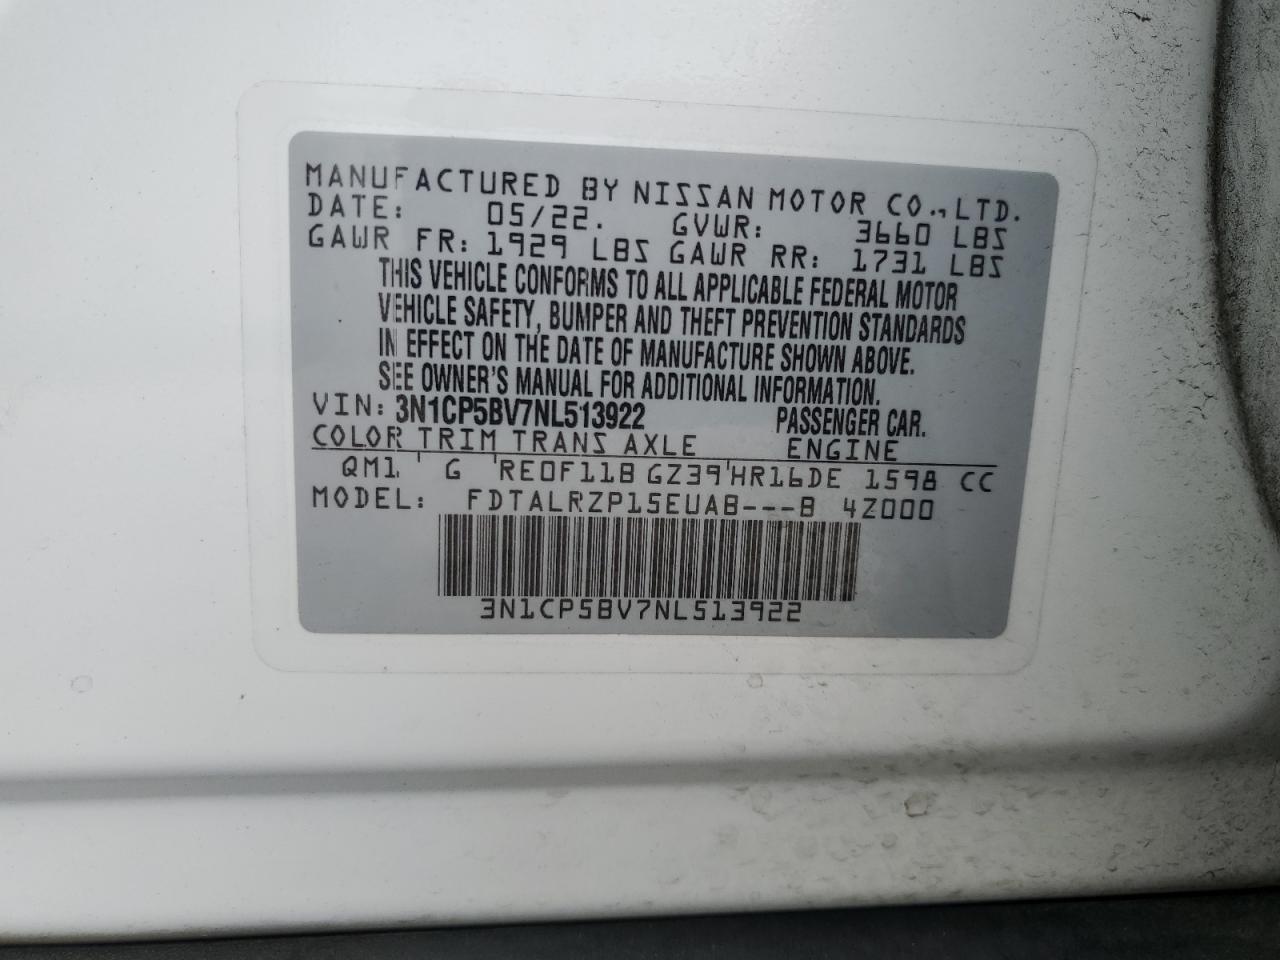 MANUFACTURED BY NISSAN MOTOR CO.,LTD.
DATE: 05/22. GVWR: 3660 LBS
GAWR FR: 1929 LBS GAWR RR: 1731 LBS
THIS VEHICLE CONFORMS TO ALL APPLICABLE FEDERAL MOTOR
VEHICLE SAFETY, BUMPER AND THEFT PREVENTION STANDARDS
IN EFFECT ON THE DATE OF MANUFACTURE SHOWN ABOVE.
SEE OWNER'S MANUAL FOR ADDITIONAL INFORMATION.
VIN: 3N1CP5BV7NL513922 PASSENGER CAR.
COLOR TRIM TRANS AXLE ENGINE
QM1 ' G ' RE0F11B GZ39 ' HR16DE 1598 CC
MODEL: FDTALRZP15EUAB---B 4Z000
3N1CP5BV7NL513922